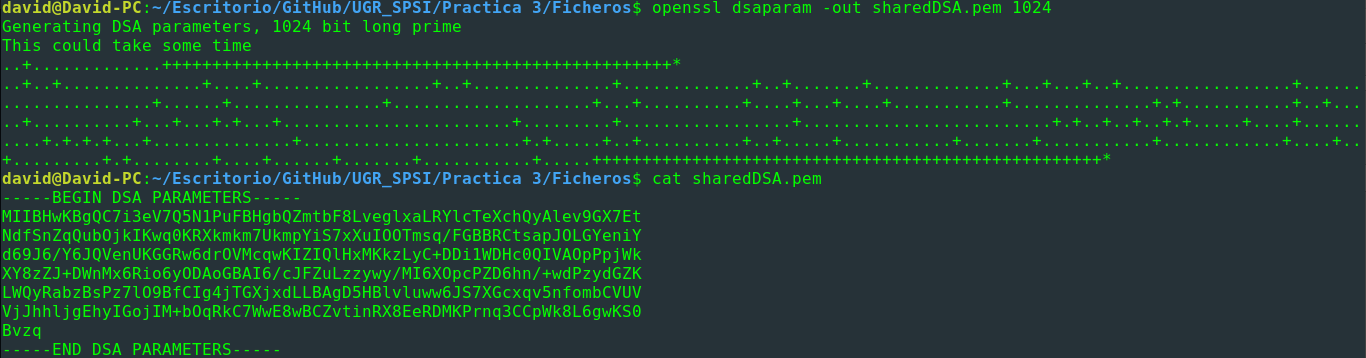 david@David-PC:~/Escritorio/GitHub/UGR_SPSI/Practica 3/Ficheros$ openssl dsaparam -out sharedDSA.pem 1024
Generating DSA parameters, 1024 bit long prime
This could take some time
..+.............+++++++++++++++++++++++++++++++++++++++++++++++++++*
..+..+..............+....+.................+..+..............+.............+..+.......+.............+...+...+..+.................+......
...............+......+...............+....................+...+..........+....+...+....+...........+..............+.+...........+..+...
..+..........+...+...+.+...+.......................+.........+.................+.........................+.+..+..+..+.+.....+....+......
....+.+.+.+...+..............+......................+.+.....+..+..........+..+.....+...........+.......+...........+............+....+..
+.........+.+........+....+......+.......+...........+.....+++++++++++++++++++++++++++++++++++++++++++++++++++*
david@David-PC:~/Escritorio/GitHub/UGR_SPSI/Practica 3/Ficheros$ cat sharedDSA.pem
-----BEGIN DSA PARAMETERS-----
MIIBHwKBgQC7i3eV7Q5N1PuFBHgbQZmtbF8LveglxaLRYlcTeXchQyAlev9GX7Et
NdfSnZqQubOjkIKwq0KRXkmkm7UkmpYiS7xXuIOOTmsq/FGBBRCtsapJOLGYeniY
d69J6/Y6JQVenUKGGRw6drOVMcqwKIZIQlHxMKkzLyC+DDi1WDHc0QIVAOpPpjWk
XY8zZJ+DWnMx6Rio6yODAoGBAI6/cJFZuLzzywy/MI6XOpcPZD6hn/+wdPzydGZK
LWQyRabzBsPz7lO9BfCIg4jTGXjxdLLBAgD5HBlvluww6JS7XGcxqv5nfombCVUV
VjJhhljgEhyIGojIM+bOqRkC7WwE8wBCZvtinRX8EeRDMKPrnq3CCpWk8L6gwKS0
Bvzq
-----END DSA PARAMETERS-----